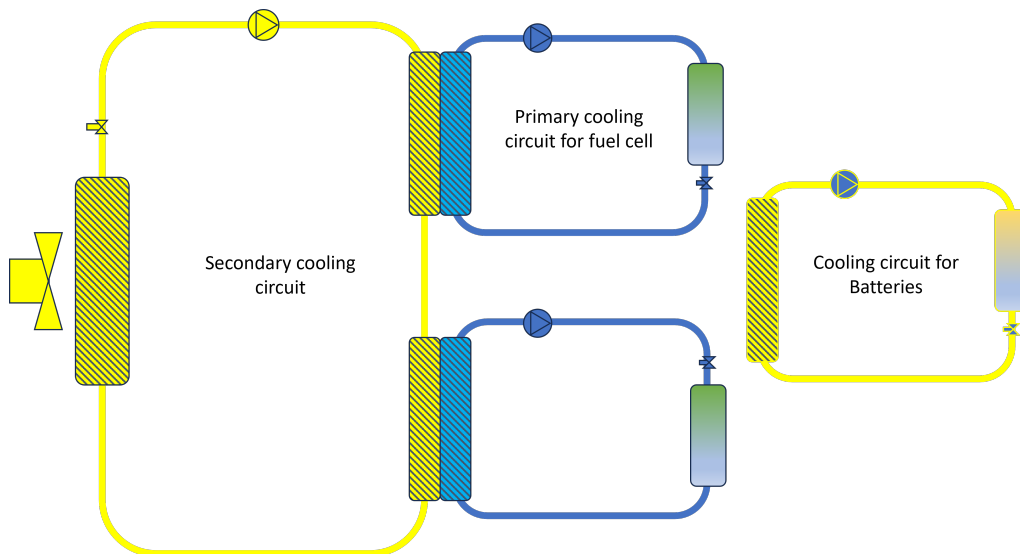 Primary cooling
circuit for fuel cell
Secondary cooling
circuit
Cooling circuit for
Batteries